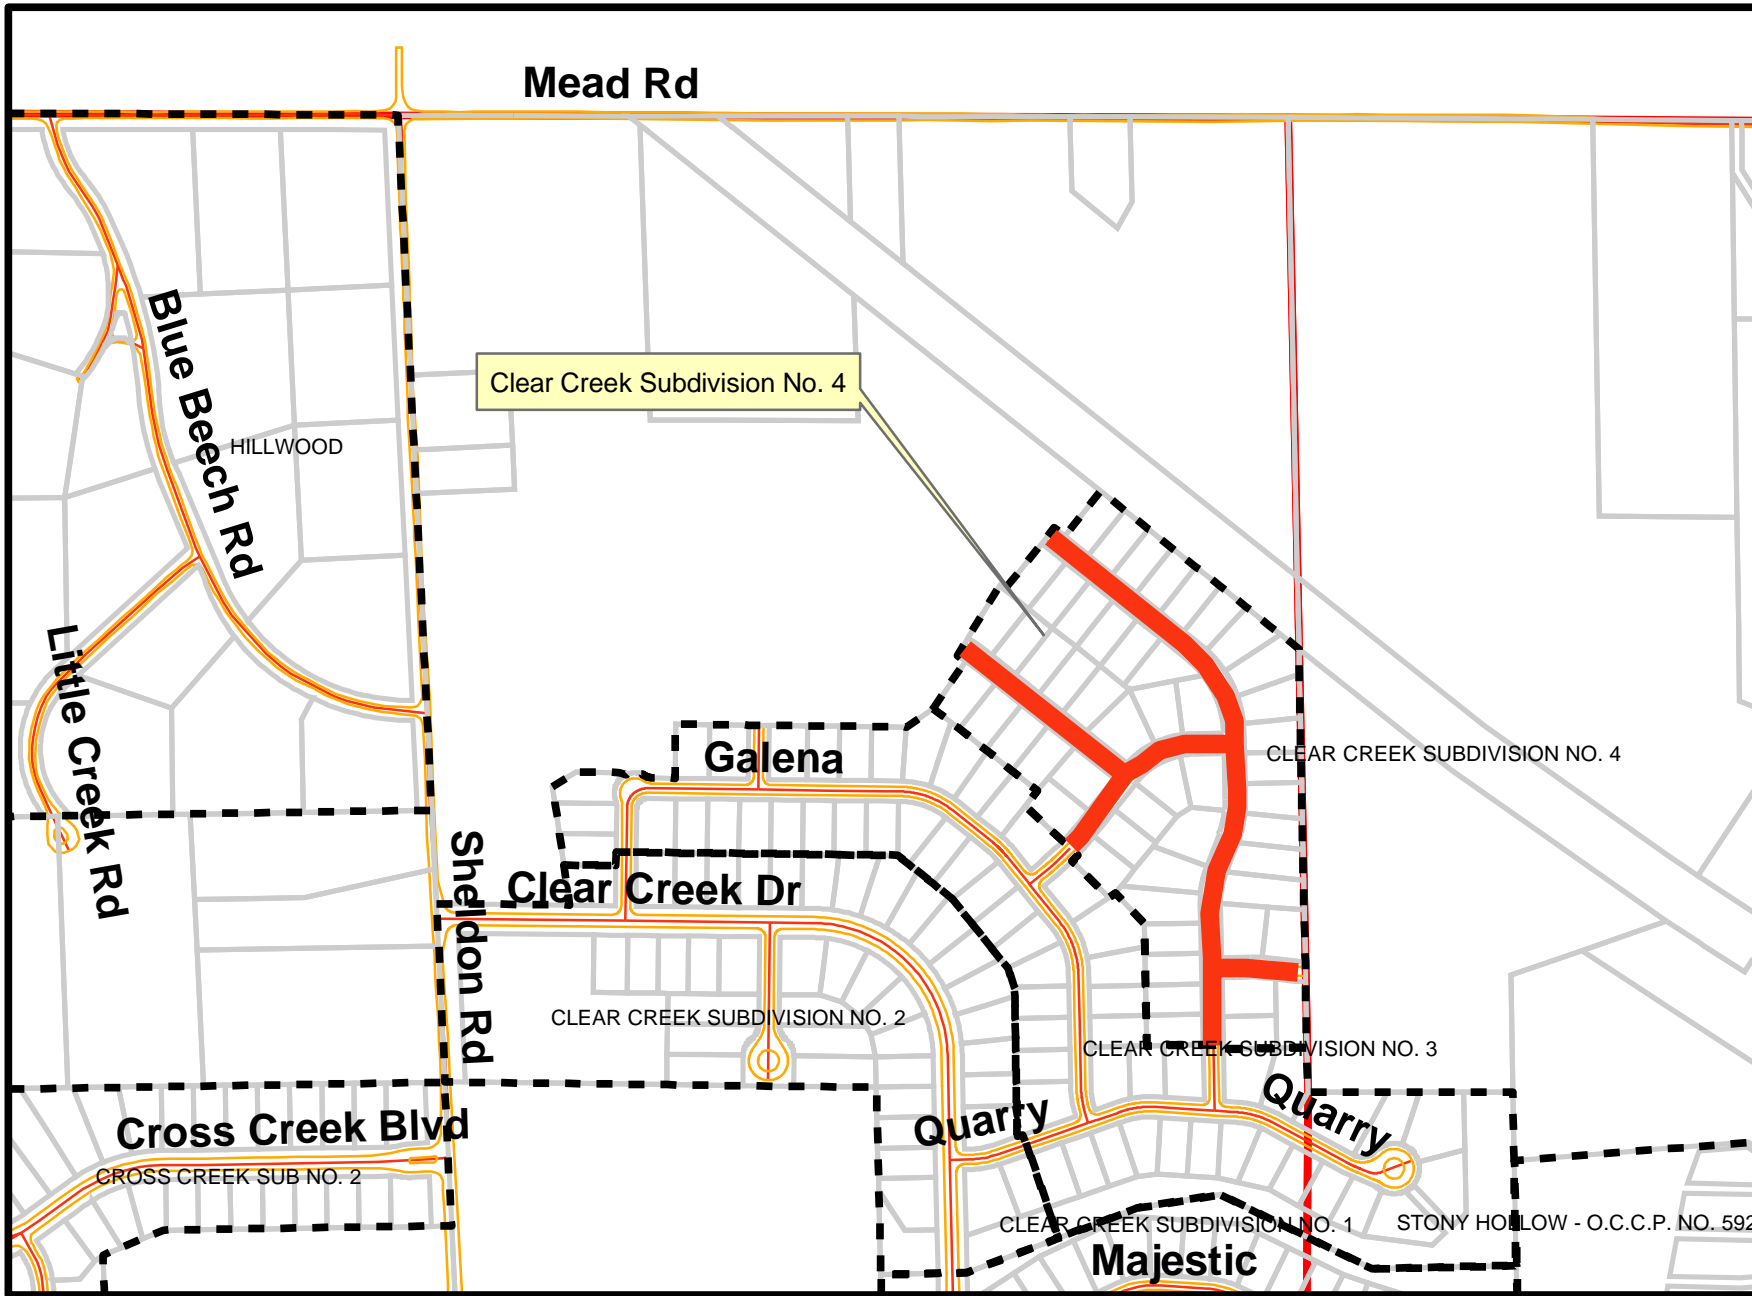 Mead Rd
Blue Beech Rd
Clear Creek Subdivision No. 4
HILLWOOD
Little Creek Rd
Galena
CLEAR CREEK SUBDIVISION NO. 4
Sheldon Rd
Clear Creek Dr
CLEAR CREEK SUBDIVISION NO. 2
CLEAR CREEK SUBDIVISION NO. 3
Quarry
Quarry
Cross Creek Blvd
CROSS CREEK SUB NO. 2
CLEAR CREEK SUBDIVISION NO. 1
STONY HOLLOW - O.C.C.P. NO. 592
Majestic